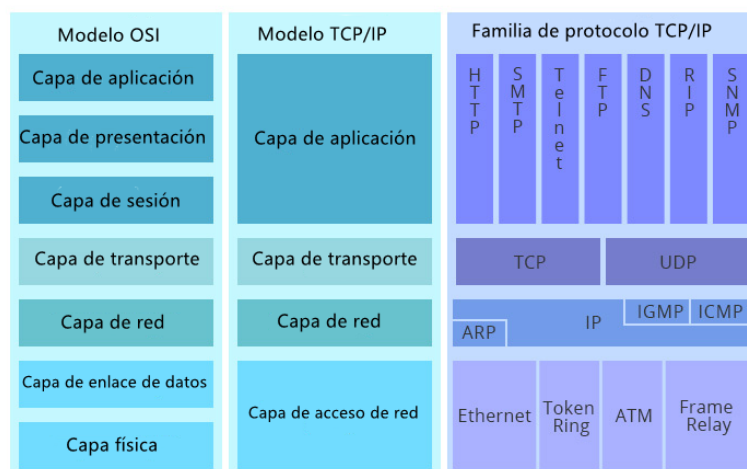 Modelo OSI
Capa de aplicación
Capa de presentación
Capa de sesión
Capa de transporte
Capa de red
Capa de enlace de datos
Capa física
Modelo TCP/IP
Capa de aplicación
Capa de transporte
Capa de red
Capa de acceso de red
Familia de protocolo TCP/IP
HTTP
SMTP
Telnet
FTP
DNS
RIP
SNMP
TCP
UDP
ARP
IP
IGMP
ICMP
Ethernet
Token
Ring
ATM
Frame
Relay